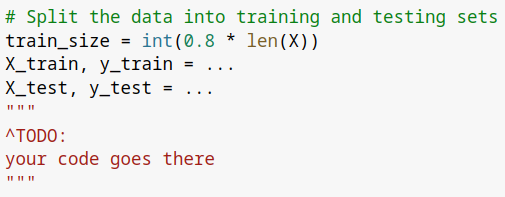 # Split the data into training and testing sets
train_size = int(0.8 * len(X))
X_train, y_train = ...
X_test, y_test = ...
"""
^TODO:
your code goes there
"""